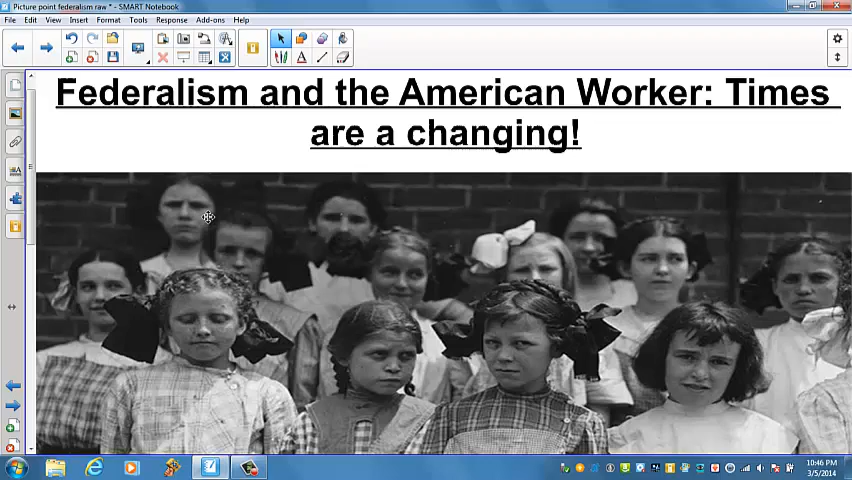 Picture point federalism raw * - SMART Notebook
File Edit View Insert Format Tools Response Add-ons Help
Federalism and the American Worker: Times
are a changing!
10:46 PM
3/5/2014